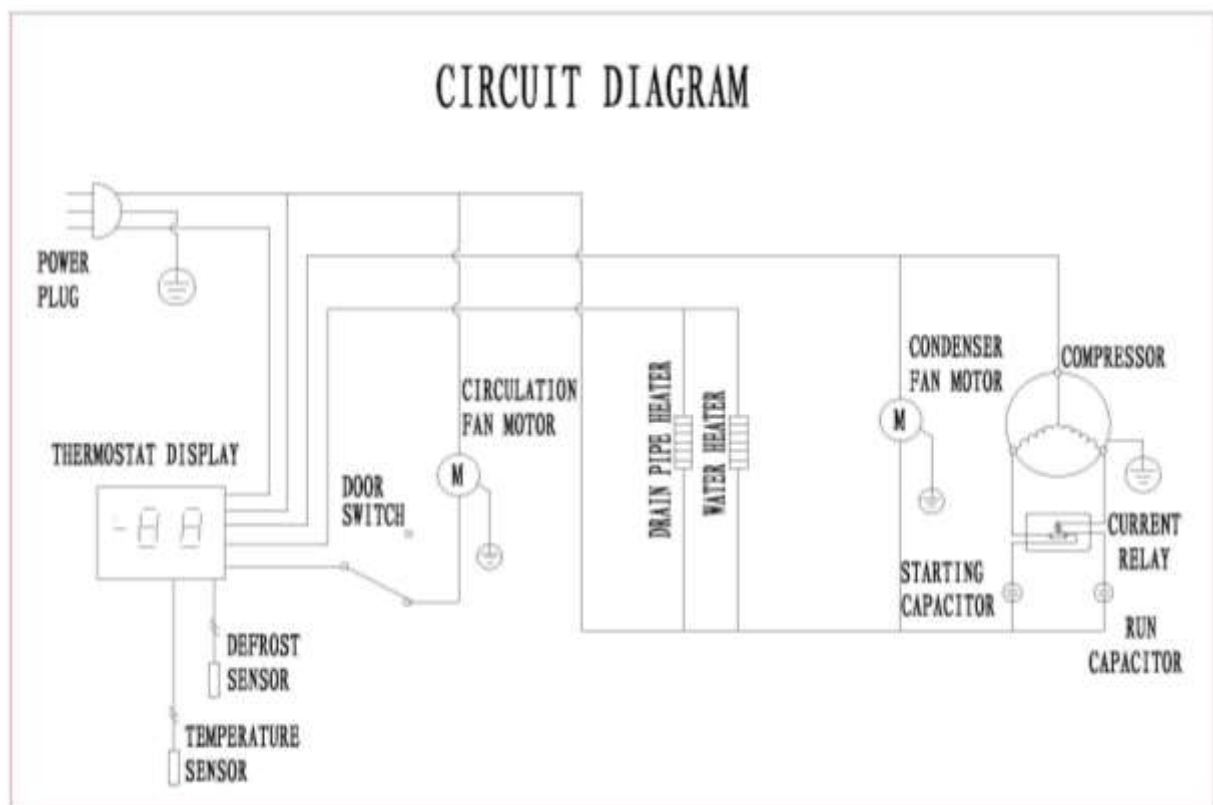 CIRCUIT DIAGRAM
POWER
PLUG
CONDENSER
FAN MOTOR
COMPRESSOR
CIRCULATION
FAN MOTOR
DRAIN PIPE HEATER
WATER HEATER
M
THERMOSTAT DISPLAY
M
DOOR
SWITCH
-88
CURRENT
RELAY
STARTING
CAPACITOR
RUN
CAPACITOR
DEFROST
SENSOR
TEMPERATURE
SENSOR